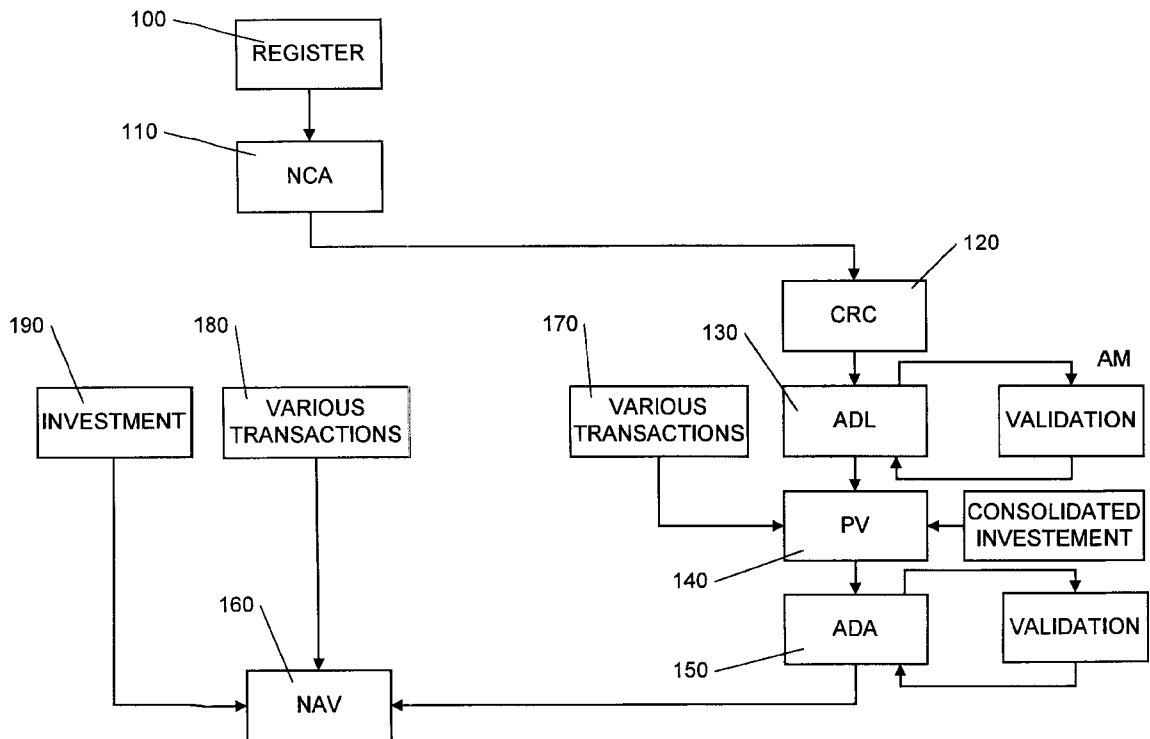 100
REGISTER
110
NCA
120
CRC
190
180
170
130
AM
INVESTMENT
VARIOUS
TRANSACTIONS
VARIOUS
TRANSACTIONS
ADL
VALIDATION
PV
CONSOLIDATED
INVESTEMENT
140
160
ADA
VALIDATION
150
NAV